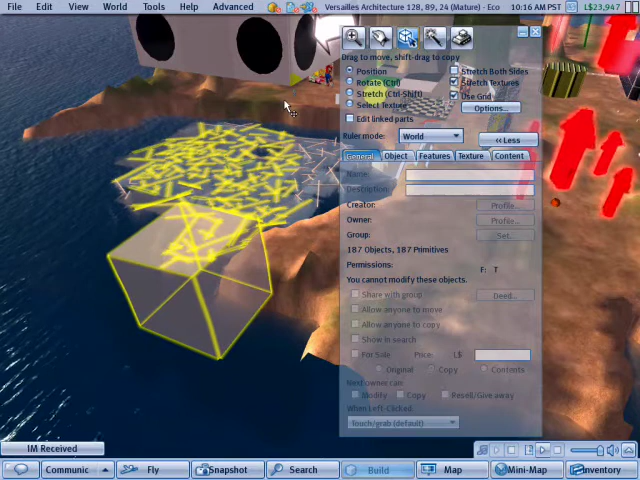 File Edit View World Tools Help Advanced Versailles Architecture 128, 89, 24 (Mature) - Eco 10:16 AM PST L$23,947
Drag to move, shift-drag to copy
Position
Rotate (Ctrl)
Stretch (Ctrl-Shift)
Select Texture
Edit linked parts
Stretch Both Sides
Stretch Textures
Use Grid
Options...
Ruler mode: World
<< Less
General Object Features Texture Content
Name:
Description:
Creator: Profile...
Owner: Profile...
Group: Set...
187 Objects, 187 Primitives
Permissions:
F: T
You cannot modify these objects.
Share with group Deed...
Allow anyone to move
Allow anyone to copy
Show in search
For Sale Price: L$
Original Copy Contents
Next owner can:
Modify Copy Resell/Give away
When Left-Clicked
Touch/grab (default)
IM Received
Communic Fly Snapshot Search Build Map Mini-Map Inventory